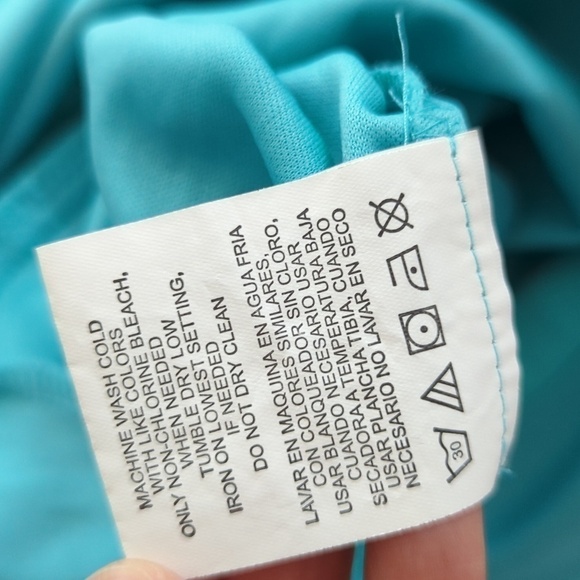 MACHINE WASH COLD
WITH LIKE COLORS
ONLY NON-CHLORINE BLEACH,
WHEN NEEDED
TUMBLE DRY LOW
IRON ON LOWEST SETTING,
IF NEEDED
DO NOT DRY CLEAN
LAVAR EN MAQUINA EN AGUA FRIA
CON COLORES SIMILARES,
USAR BLANQUEADOR SIN CLORO,
CUANDO NECESARIO USAR
SECADORA A TEMPERATURA BAJA
USAR PLANCHA TIBIA, CUANDO
NECESARIO NO LAVAR EN SECO
30